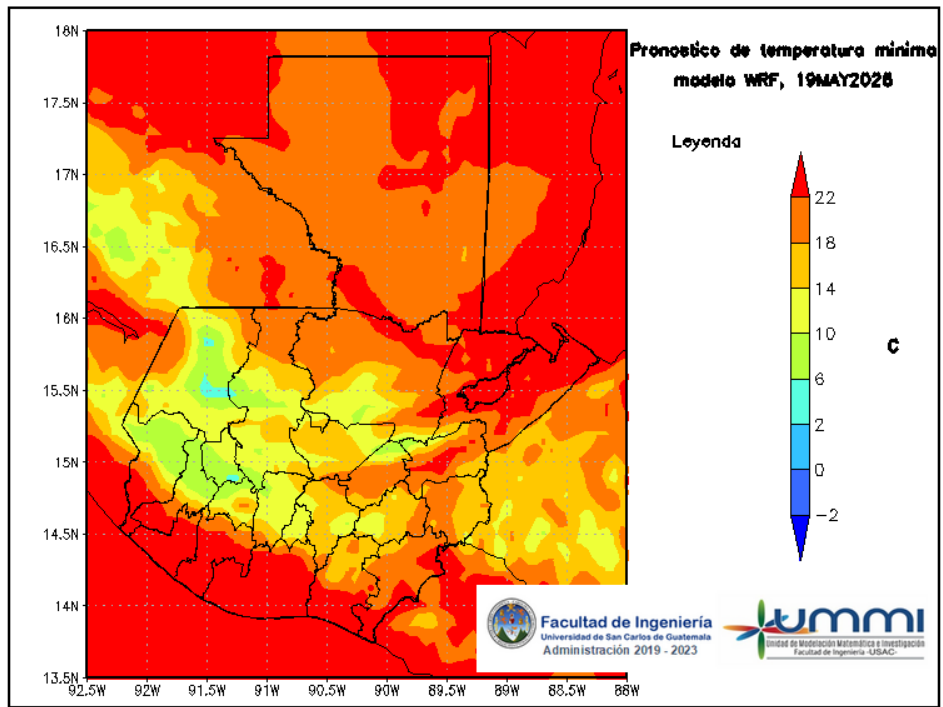 Pronostico de temperatura minima
modelo WRF, 19MAY2026
Leyenda
22
18
14
10
6
2
0
-2
C
18N
17.5N
17N
16.5N
16N
15.5N
15N
14.5N
14N
13.5N
92.5W 92W 91.5W 91W 90.5W 90W 89.5W 89W 88.5W 88W
Facultad de Ingeniería
Universidad de San Carlos de Guatemala
Administración 2019 - 2023
UMMI
Unidad de Modelación Matemática e Investigación
Facultad de Ingeniería -USAC-